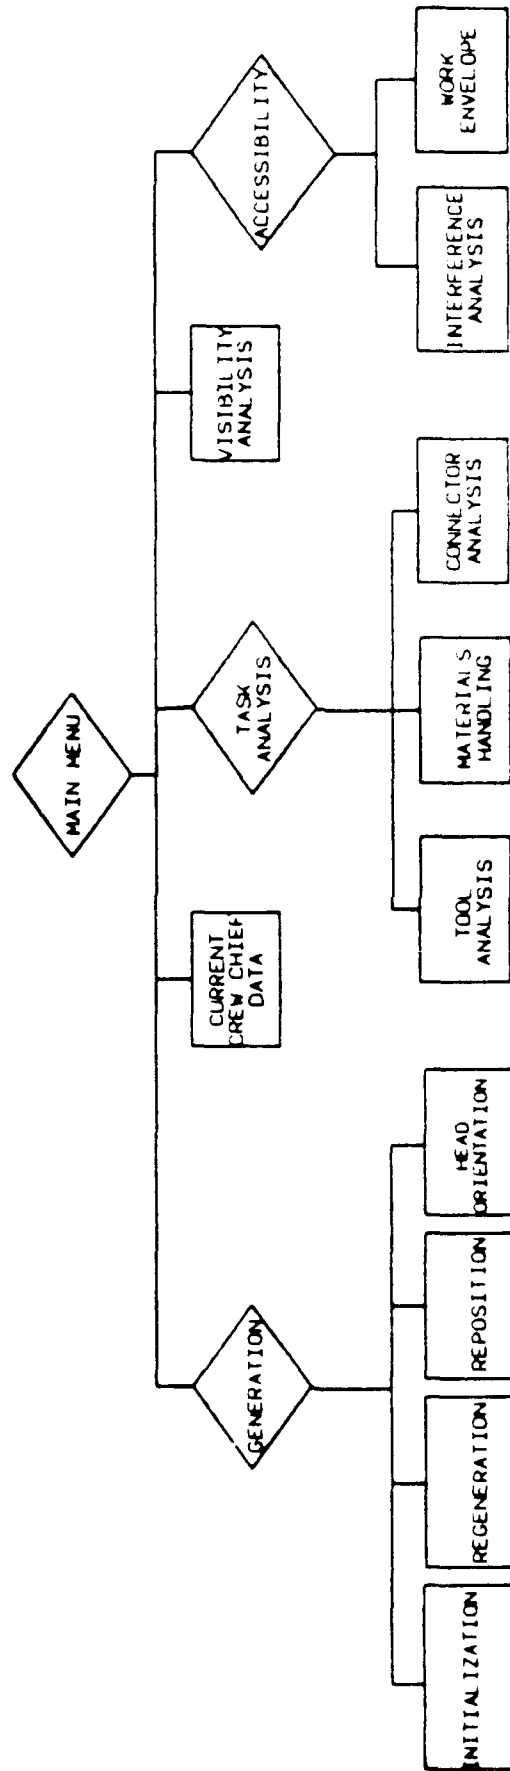 MAIN MENU
GENERATION
CURRENT
CREW CHIEF
DATA
TASK
ANALYSIS
VISIBILITY
ANALYSIS
ACCESSIBILITY
INITIALIZATION
REGENERATION
REPOSITION
HEAD
ORIENTATION
TOOL
ANALYSIS
MATERIALS
HANDLING
CONNECTOR
ANALYSIS
INTERFERENCE
ANALYSIS
WORK
ENVELOPE